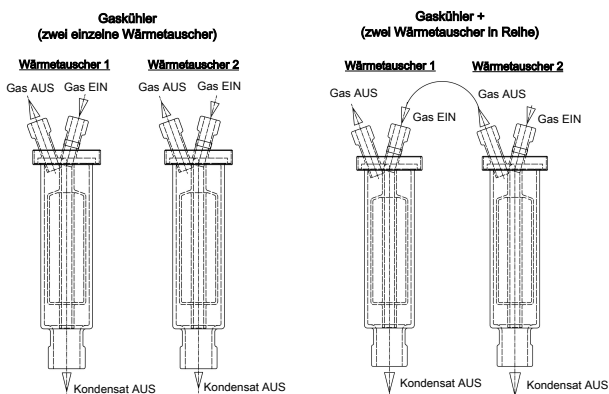 Gaskühler
(zwei einzelne Wärmetauscher)
Wärmetauscher 1
Wärmetauscher 2
Gas AUS
Gas EIN
Gas AUS
Gas EIN
Kondensat AUS
Kondensat AUS
Gaskühler +
(zwei Wärmetauscher in Reihe)
Wärmetauscher 1
Wärmetauscher 2
Gas AUS
Gas EIN
Gas AUS
Gas EIN
Kondensat AUS
Kondensat AUS